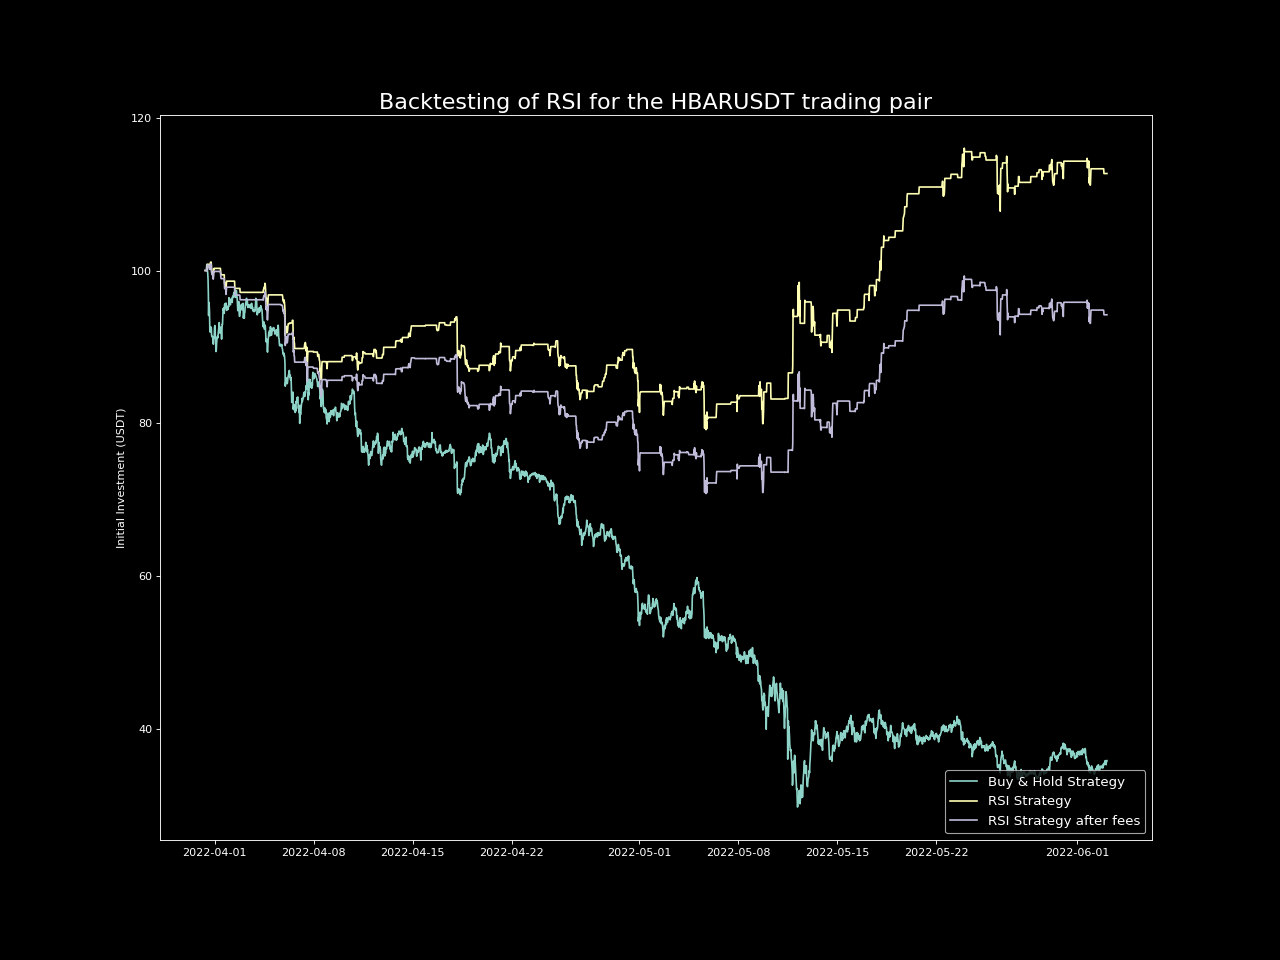 Backtesting of RSI for the HBARUSDT trading pair
120
100
80
60
40
Initial Investment (USDT)
2022-04-01
2022-04-08
2022-04-15
2022-04-22
2022-05-01
2022-05-08
2022-05-15
2022-05-22
2022-06-01
Buy & Hold Strategy
RSI Strategy
RSI Strategy after fees